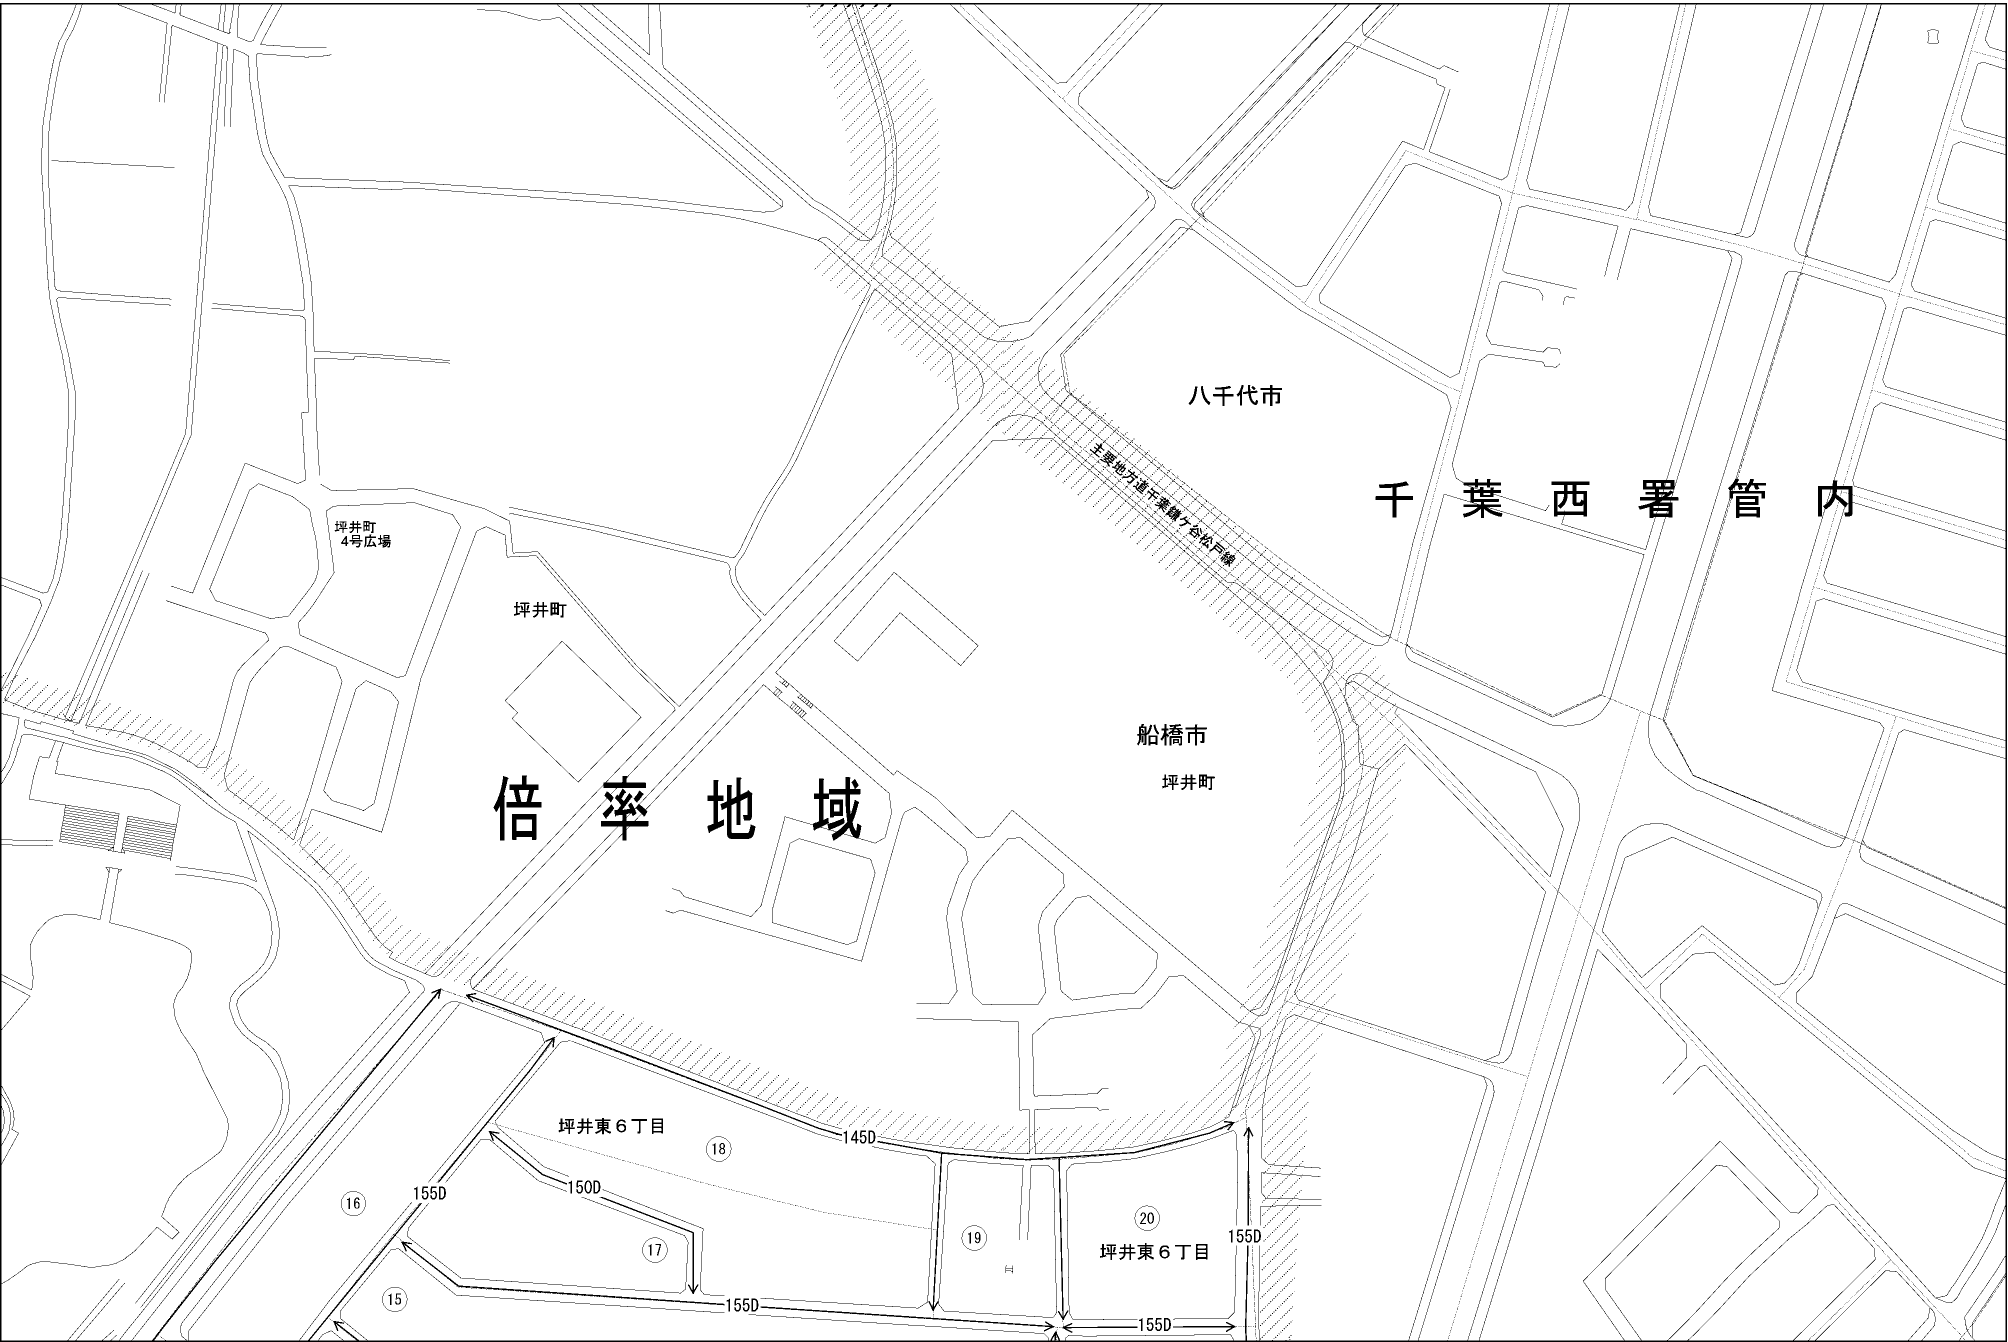 八千代市
主要地方道千葉鎌ケ谷松戸線
千葉西署管内
坪井町
4号広場
坪井町
船橋市
坪井町
倍率地域
坪井東６丁目
18
145D
150D
155D
16
17
19
20
坪井東６丁目
155D
15
155D
155D